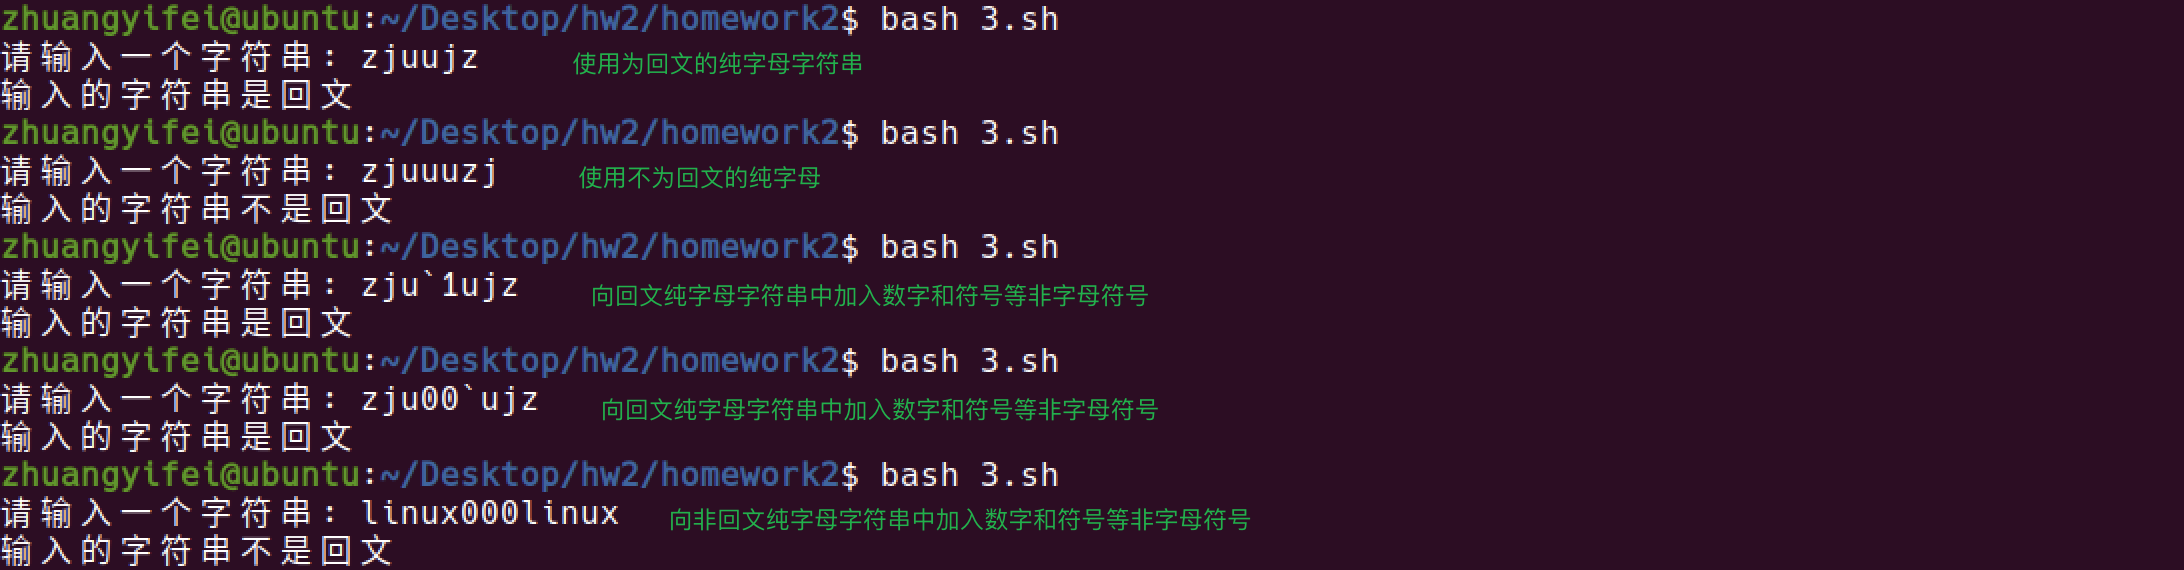 zhuangyifei@ubuntu:~/Desktop/hw2/homework2$ bash 3.sh
请输入一个字符串: zjuujz 使用为回文的纯字母字符串
输入的字符串是回文
zhuangyifei@ubuntu:~/Desktop/hw2/homework2$ bash 3.sh
请输入一个字符串: zjuuuzj 使用不为回文的纯字母
输入的字符串不是回文
zhuangyifei@ubuntu:~/Desktop/hw2/homework2$ bash 3.sh
请输入一个字符串: zju`1ujz 向回文纯字母字符串中加入数字和符号等非字母符号
输入的字符串是回文
zhuangyifei@ubuntu:~/Desktop/hw2/homework2$ bash 3.sh
请输入一个字符串: zju00`ujz 向回文纯字母字符串中加入数字和符号等非字母符号
输入的字符串是回文
zhuangyifei@ubuntu:~/Desktop/hw2/homework2$ bash 3.sh
请输入一个字符串: linux000linux 向非回文纯字母字符串中加入数字和符号等非字母符号
输入的字符串不是回文